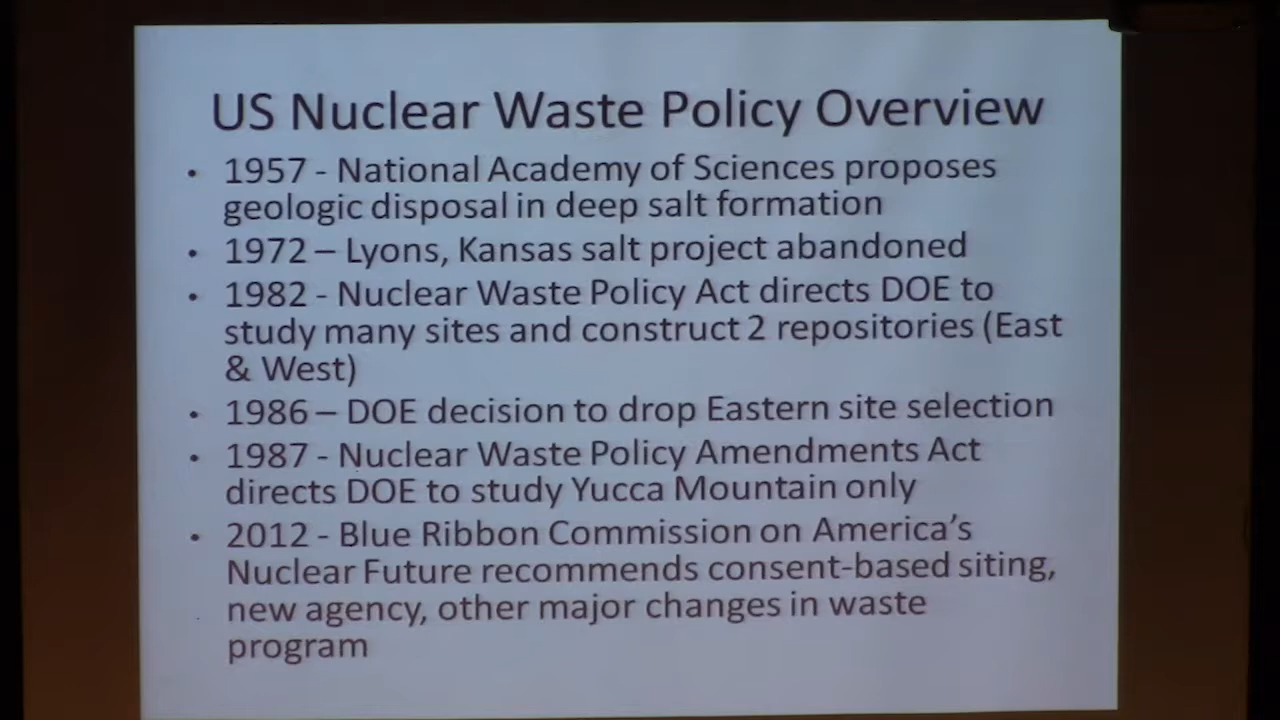 US Nuclear Waste Policy Overview
• 1957 - National Academy of Sciences proposes
geologic disposal in deep salt formation
• 1972 – Lyons, Kansas salt project abandoned
• 1982 - Nuclear Waste Policy Act directs DOE to
study many sites and construct 2 repositories (East
& West)
• 1986 – DOE decision to drop Eastern site selection
• 1987 - Nuclear Waste Policy Amendments Act
directs DOE to study Yucca Mountain only
• 2012 - Blue Ribbon Commission on America’s
Nuclear Future recommends consent-based siting,
new agency, other major changes in waste
program